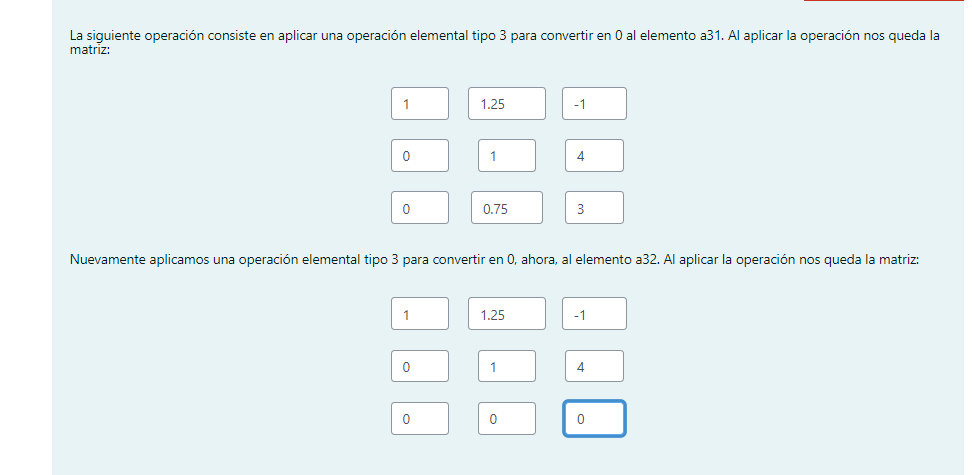 La siguiente operación consiste en aplicar una operación elemental tipo 3 para convertir en 0 al elemento a31. Al aplicar la operación nos queda la
matriz:
1 1.25 -1
0 1 4
0 0.75 3
Nuevamente aplicamos una operación elemental tipo 3 para convertir en 0, ahora, al elemento a32. Al aplicar la operación nos queda la matriz:
1 1.25 -1
0 1 4
0 0 0